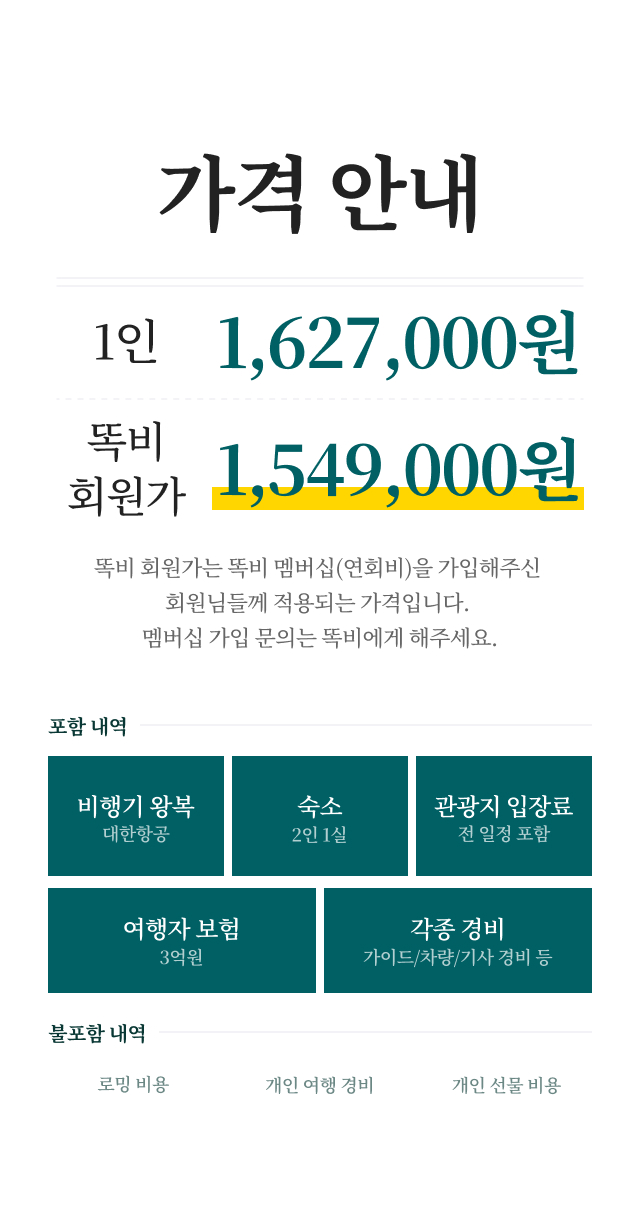 가격 안내
1인
1,627,000원
똑비
회원가
1,549,000원
똑비 회원가는 똑비 멤버십(연회비)을 가입해주신
회원님들께 적용되는 가격입니다.
멤버십 가입 문의는 똑비에게 해주세요.
포함 내역
비행기 왕복
대한항공
숙소
2인 1실
관광지 입장료
전 일정 포함
여행자 보험
3억원
각종 경비
가이드/차량/기사 경비 등
불포함 내역
로밍 비용
개인 여행 경비
개인 선물 비용